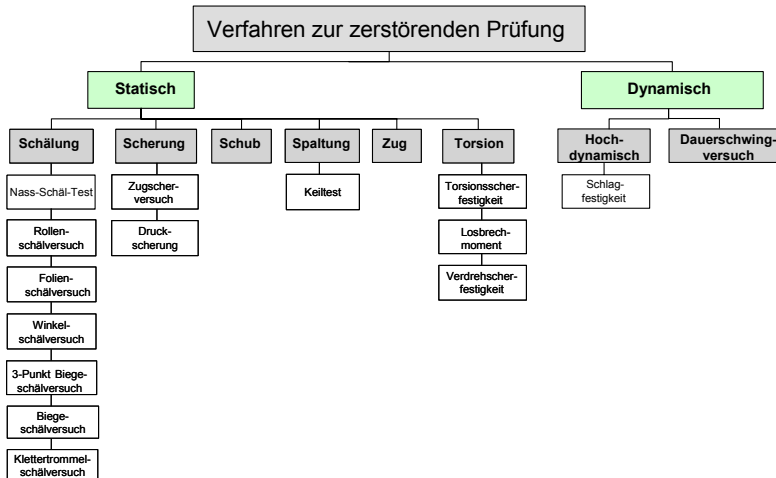 Verfahren zur zerstörenden Prüfung
Statisch
Dynamisch
Schälung
Scherung
Schub
Spaltung
Zug
Torsion
Hoch-
dynamisch
Dauerschwing-
versuch
Nass-Schäl-Test
Rollen-
schälversuch
Folien-
schälversuch
Winkel-
schälversuch
3-Punkt Biege-
schälversuch
Biege-
schälversuch
Klettertrommel-
schälversuch
Zugscher-
versuch
Druck-
scherung
Keiltest
Torsionsscher-
festigkeit
Losbrech-
moment
Verdrehscher-
festigkeit
Schlag-
festigkeit